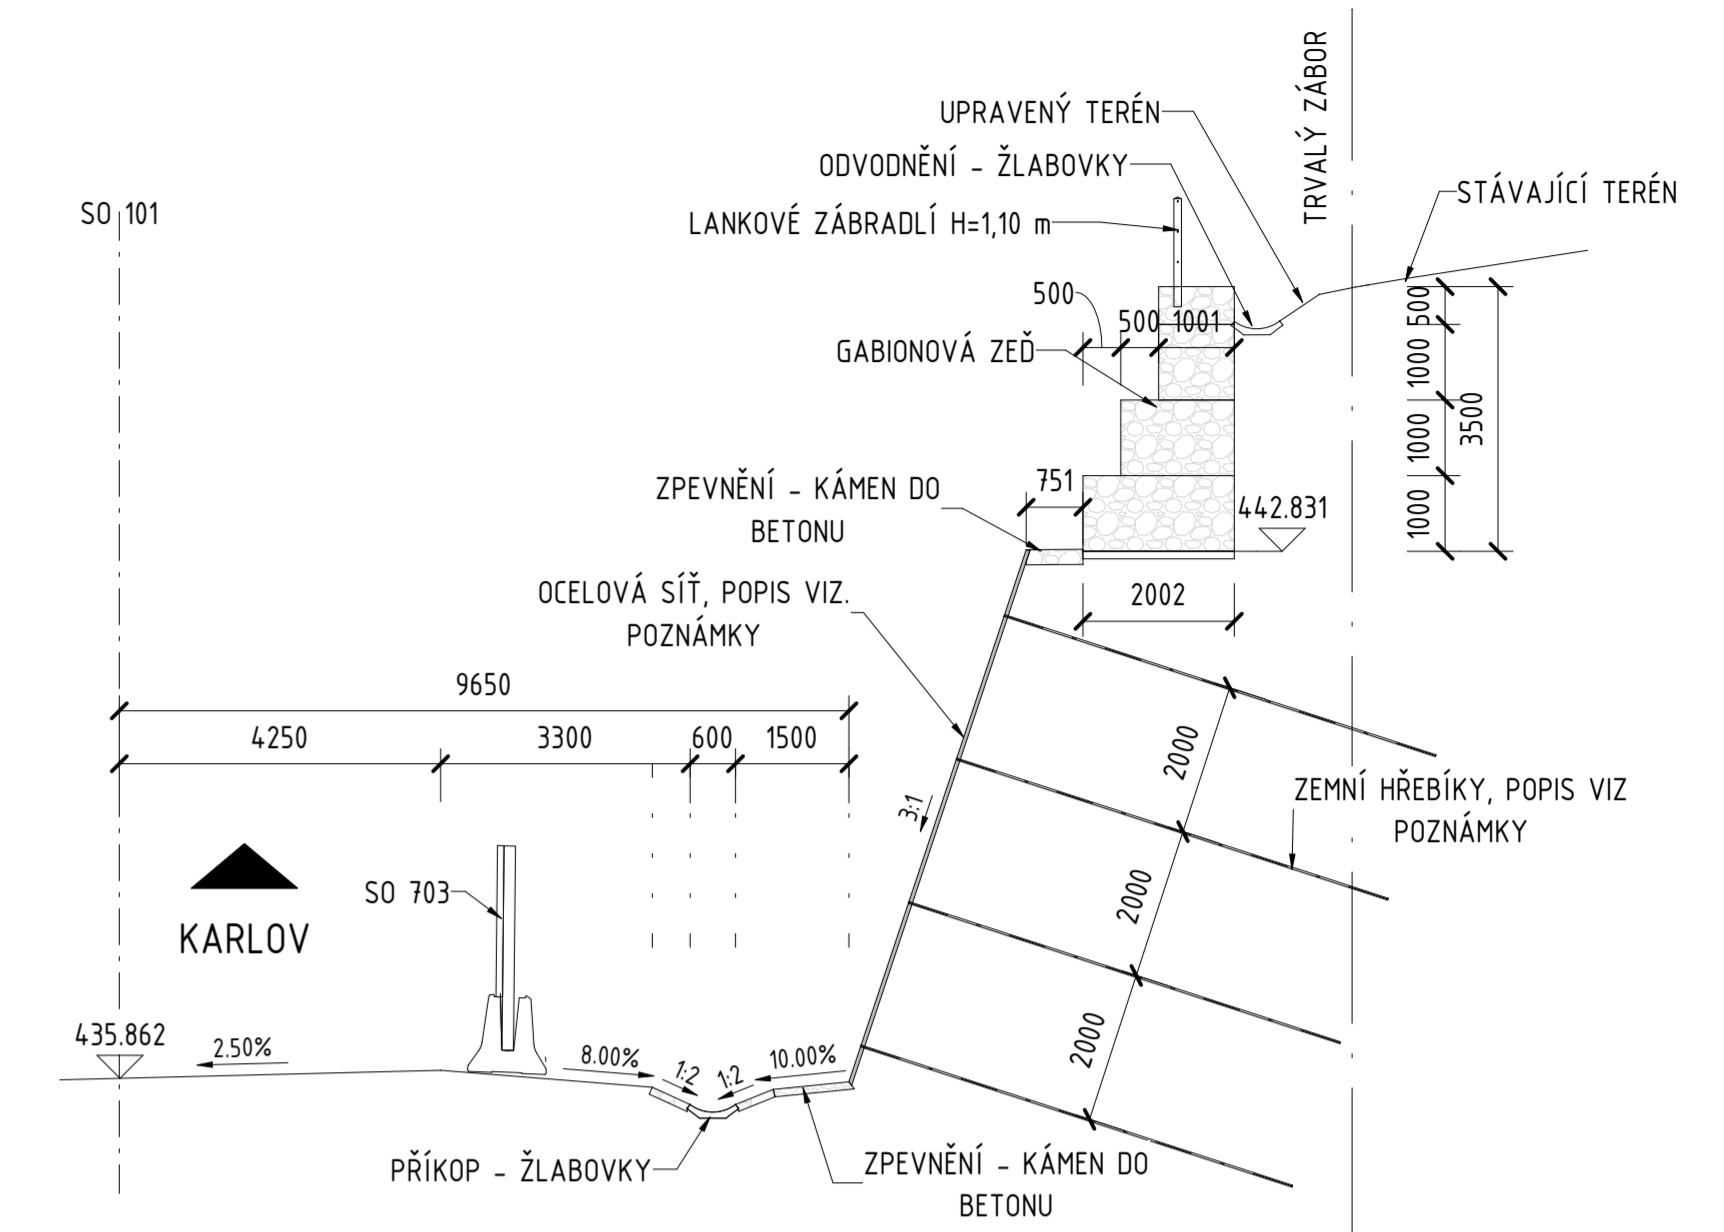 TRVALÝ ZÁBOR
UPRAVENÝ TERÉN
ODVODNĚNÍ - ŽLABOVKY
STÁVAJÍCÍ TERÉN
SO 101
LANKOVÉ ZÁBRADLÍ H=1,10 m
500
500
1001
GABIONOVÁ ZEĎ
500
1000
1000
1000
3500
ZPEVNĚNÍ - KÁMEN DO
BETONU
751
442.831
OCELOVÁ SÍŤ, POPIS VIZ.
POZNÁMKY
2002
9650
4250
3300
600
1500
2000
2000
2000
3:1
ZEMNÍ HŘEBÍKY, POPIS VIZ
POZNÁMKY
SO 703
KARLOV
435.862
2.50%
8.00%
1:2
1:2
10.00%
PŘÍKOP - ŽLABOVKY
ZPEVNĚNÍ - KÁMEN DO
BETONU